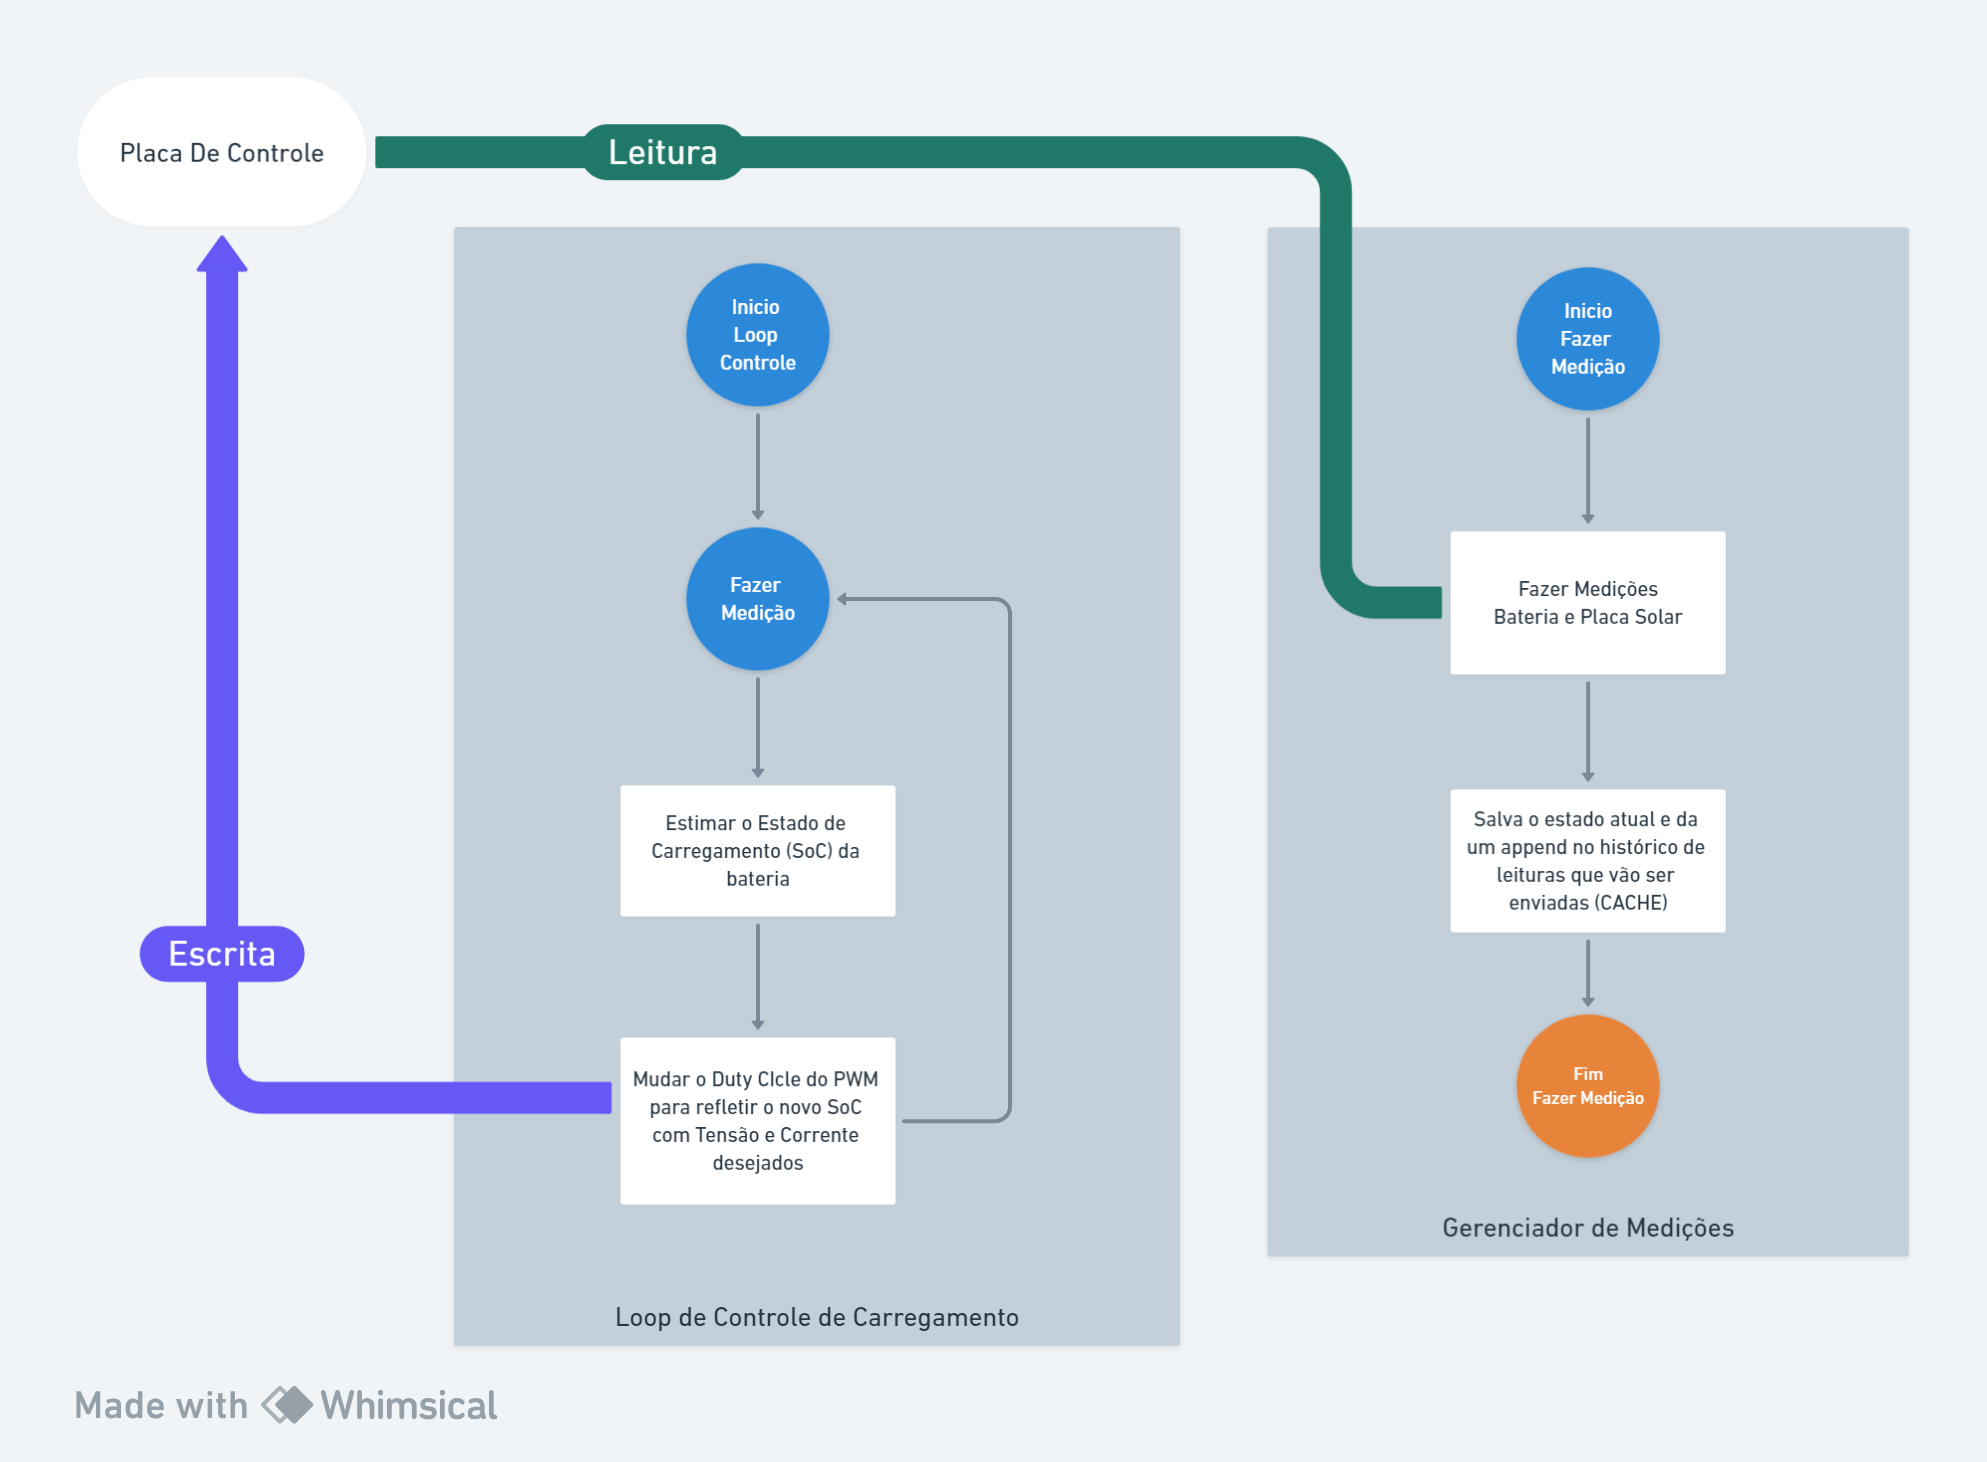 Placa De Controle
Leitura
Inicio
Loop
Controle
Fazer
Medição
Estimar o Estado de
Carregamento (SoC) da
bateria
Mudar o Duty CIcle do PWM
para refletir o novo SoC
com Tensão e Corrente
desejados
Loop de Controle de Carregamento
Escrita
Inicio
Fazer
Medição
Fazer Medições
Bateria e Placa Solar
Salva o estado atual e da
um append no histórico de
leituras que vão ser
enviadas (CACHE)
Fim
Fazer Medição
Gerenciador de Medições
Made with Whimsical